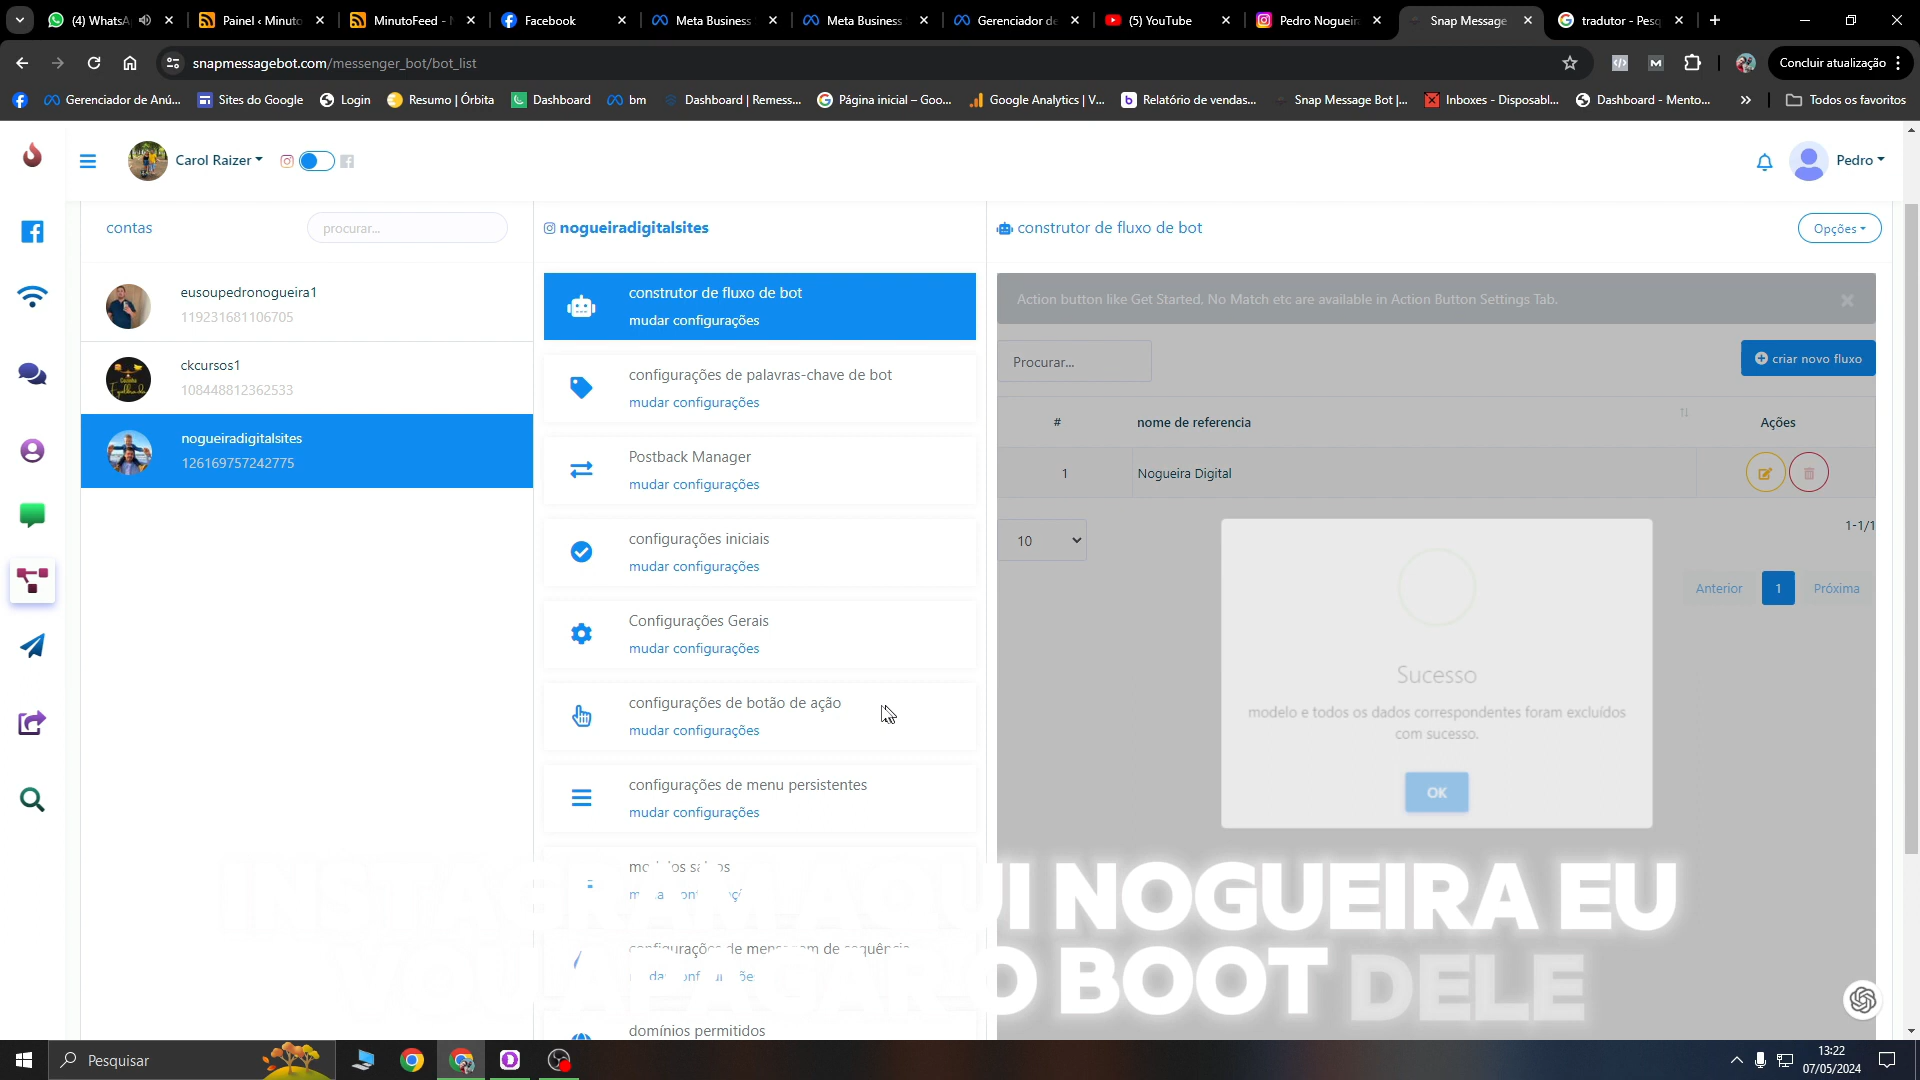 (4) WhatsA
Painel ‹ Minuto
MinutoFeed -
Facebook
Meta Business
Meta Business
Gerenciador de
(5) YouTube
Pedro Nogueir
Snap Message
tradutor - Pesq
snapmessagebot.com/messenger_bot/bot_list
Concluir atualização
Gerenciador de Anú...
Sites do Google
Login
Resumo | Órbita
Dashboard
bm
Dashboard | Remess...
Página inicial – Goo...
Google Analytics | V...
Relatório de vendas...
Snap Message Bot |...
Inboxes - Disposabl...
Dashboard - Mento...
Todos os favoritos
Carol Raizer
Pedro
contas
procurar...
nogueiradigitalsites
construtor de fluxo de bot
Opções
eusoupedronogueira1
119231681106705
ckcursos1
108448812362533
nogueiradigitalsites
126169757242775
construtor de fluxo de bot
mudar configurações
configurações de palavras-chave de bot
mudar configurações
Postback Manager
mudar configurações
configurações iniciais
mudar configurações
Configurações Gerais
mudar configurações
configurações de botão de ação
mudar configurações
configurações de menu persistentes
mudar configurações
domínios permitidos
Action button like Get Started, No Match etc are available in Action Button Settings Tab.
Procurar...
criar novo fluxo
# nome de referencia Ações
1 Nogueira Digital
10
1-1/1
Anterior 1 Próxima
Sucesso
modelo e todos os dados correspondentes foram excluídos
com sucesso.
OK
INSTAGRAM AQUI NOGUEIRA EU
VOU APAGAR O BOOT DELE
Pesquisar
13:22
07/05/2024